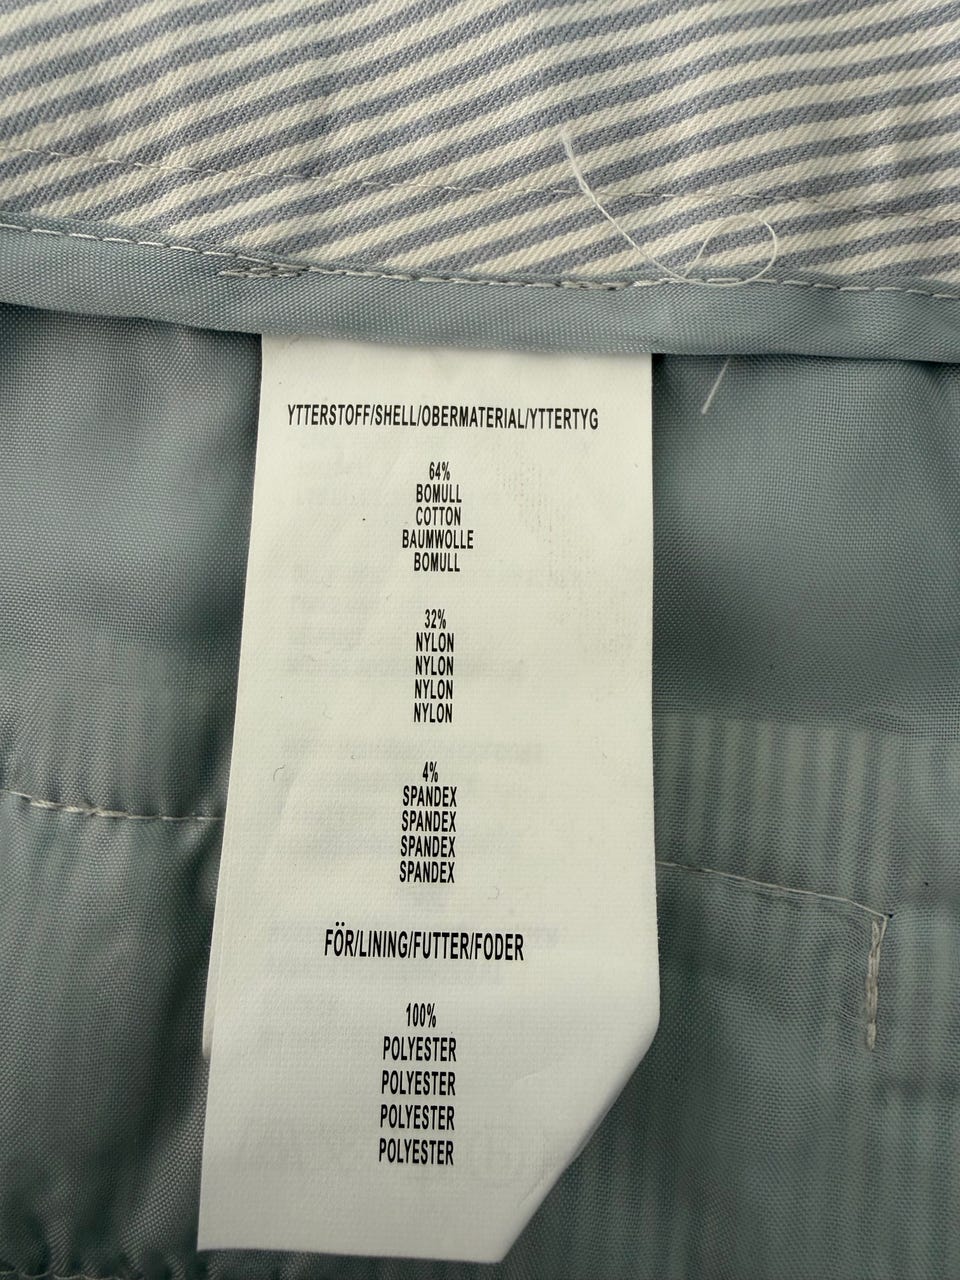 YTTERSTOFF/SHELL/OBERMATERIAL/YTTERTYG
64%
BOMULL
COTTON
BAUMWOLLE
BOMULL
32%
NYLON
NYLON
NYLON
NYLON
4%
SPANDEX
SPANDEX
SPANDEX
SPANDEX
FÖR/LINING/FUTTER/FODER
100%
POLYESTER
POLYESTER
POLYESTER
POLYESTER